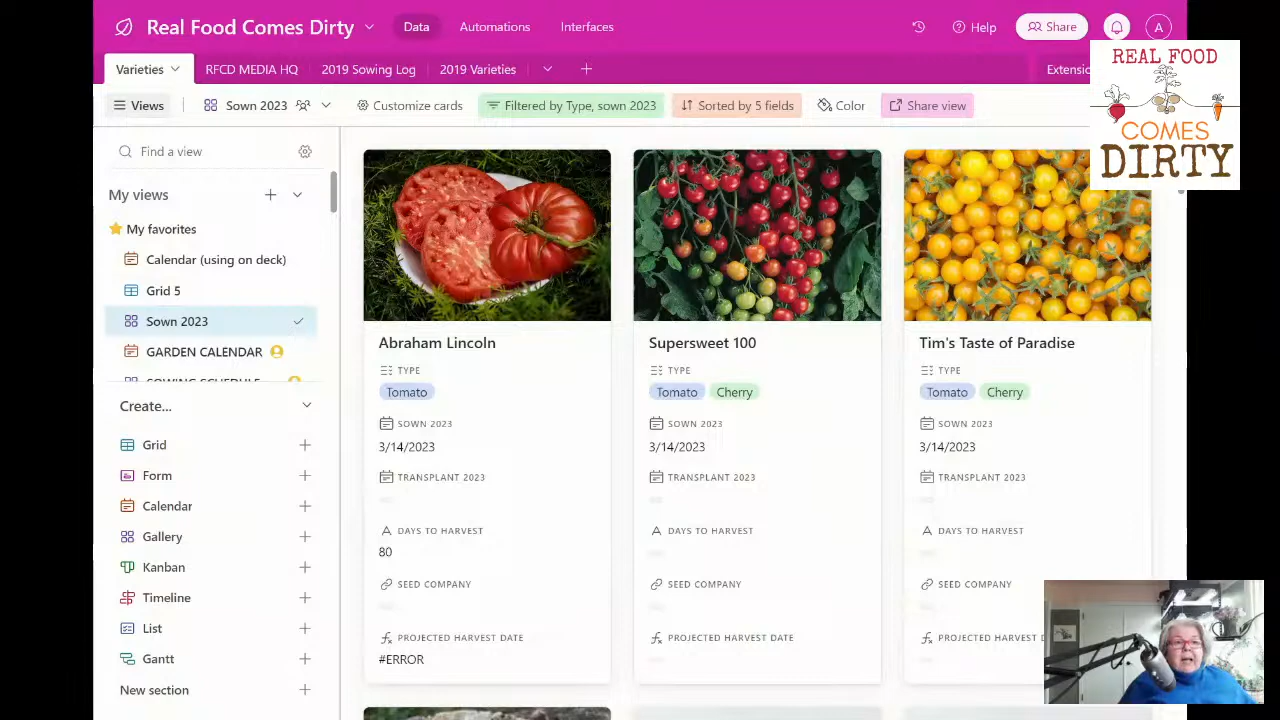 Real Food Comes Dirty
Data
Automations
Interfaces
Help
Share
A
Varieties
RFCD MEDIA HQ
2019 Sowing Log
2019 Varieties
Extensio
REAL FOOD
COMES
DIRTY
Views
Sown 2023
Customize cards
Filtered by Type, sown 2023
Sorted by 5 fields
Color
Share view
Find a view
My views
My favorites
Calendar (using on deck)
Grid 5
Sown 2023
GARDEN CALENDAR
SOWING SCHEDULE
Create...
Grid
Form
Calendar
Gallery
Kanban
Timeline
List
Gantt
New section
Abraham Lincoln
TYPE
Tomato
SOWN 2023
3/14/2023
TRANSPLANT 2023
DAYS TO HARVEST
80
SEED COMPANY
PROJECTED HARVEST DATE
#ERROR
Supersweet 100
TYPE
Tomato Cherry
SOWN 2023
3/14/2023
TRANSPLANT 2023
DAYS TO HARVEST
SEED COMPANY
PROJECTED HARVEST DATE
Tim's Taste of Paradise
TYPE
Tomato Cherry
SOWN 2023
3/14/2023
TRANSPLANT 2023
DAYS TO HARVEST
SEED COMPANY
PROJECTED HARVEST D